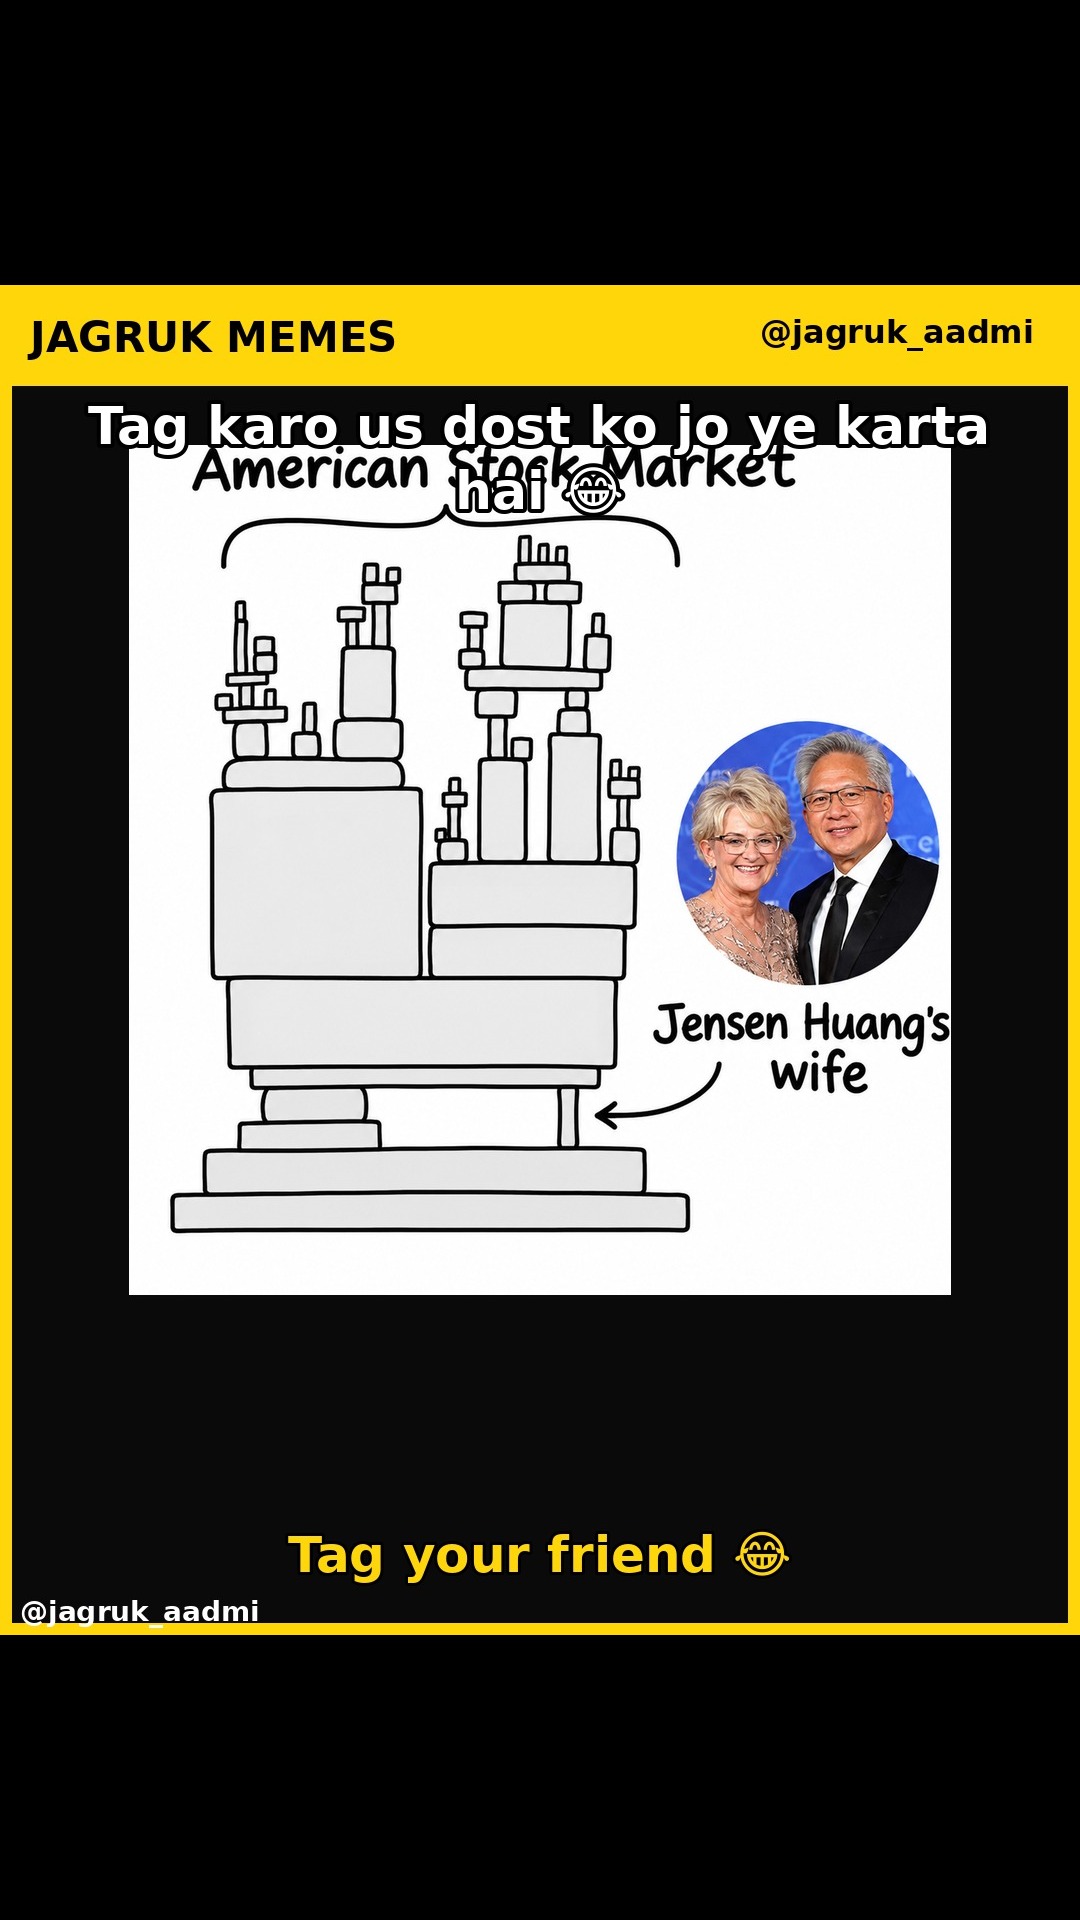 JAGRUK MEMES
@jagruk_aadmi
Tag karo us dost ko jo ye karta
hai 😂
American Stock Market
Jensen Huang's
wife
Tag your friend 😂
@jagruk_aadmi